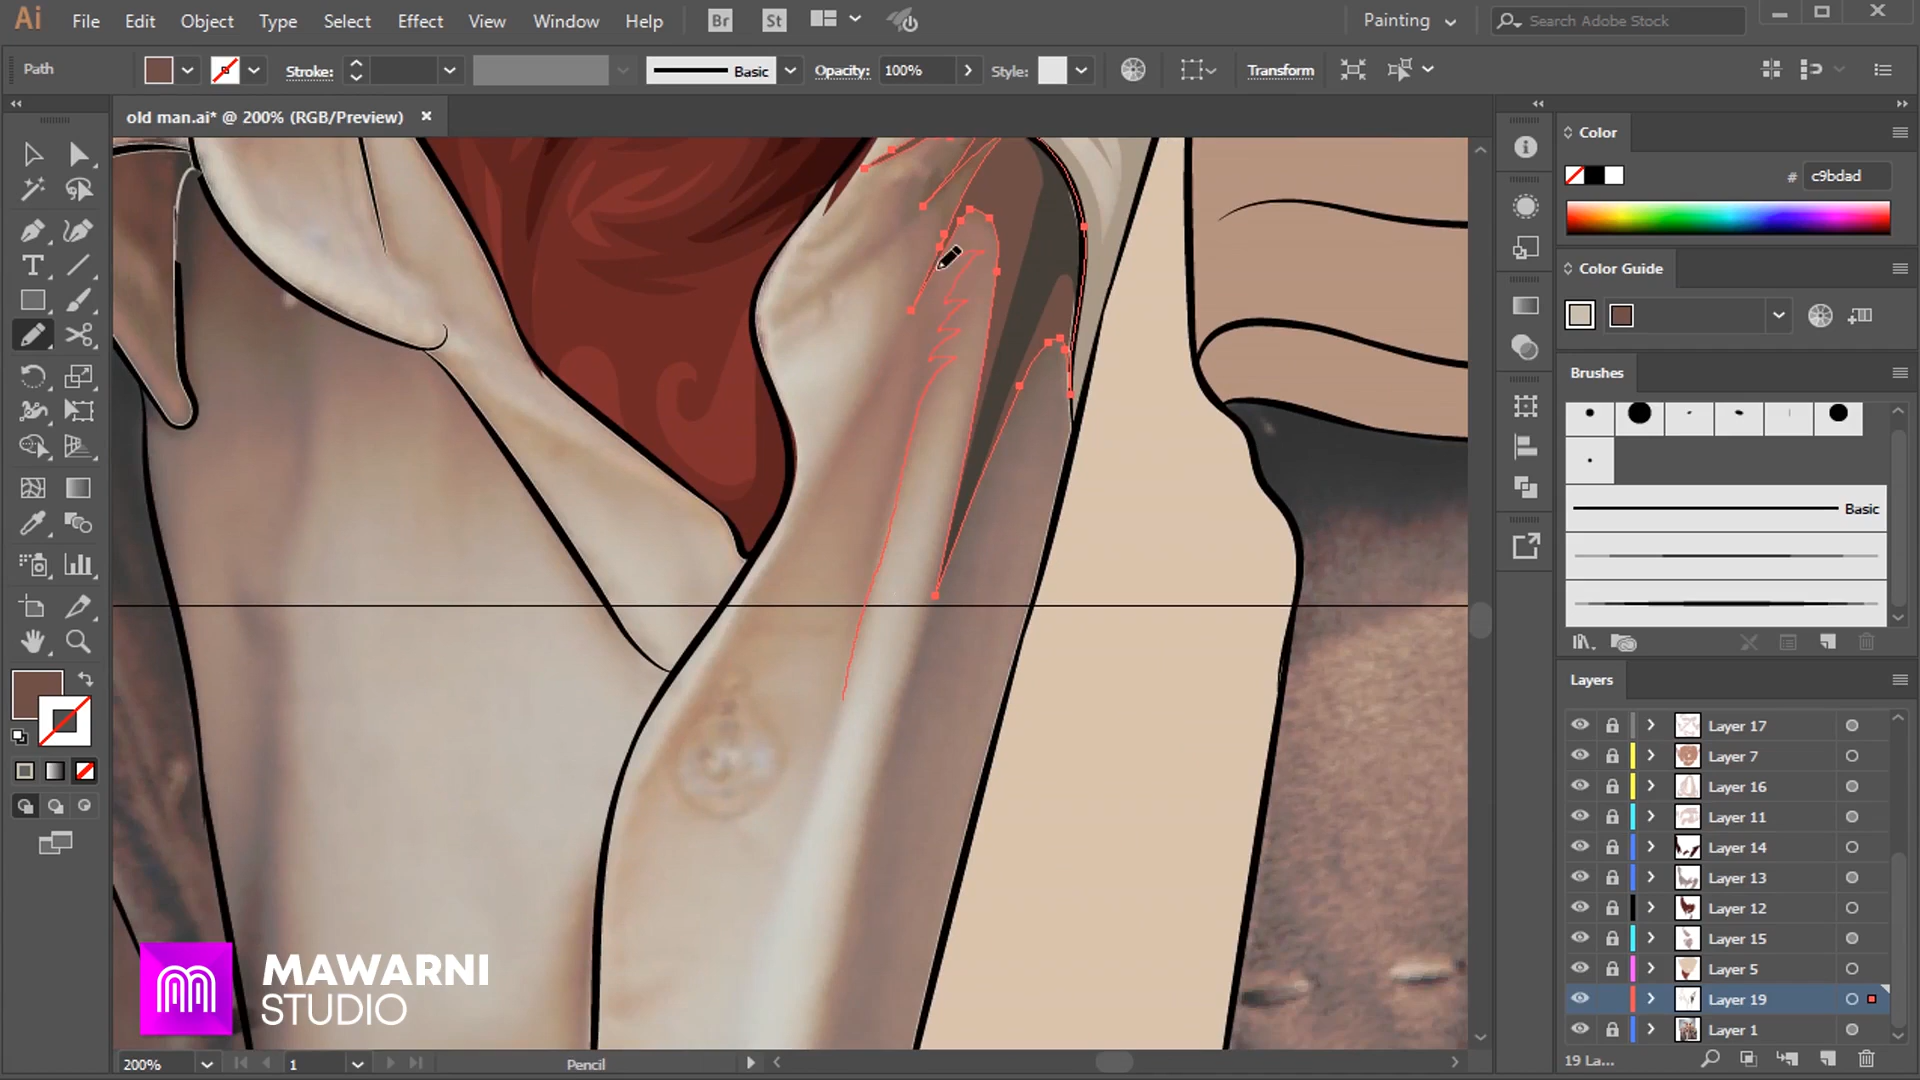 Ai File Edit Object Type Select Effect View Window Help Br St Painting Search Adobe Stock
Path Stroke: Basic Opacity: 100% Style: Transform
old man.ai* @ 200% (RGB/Preview)
Color
# c9bdad
Color Guide
Brushes
Basic
Layers
Layer 17
Layer 7
Layer 16
Layer 11
Layer 14
Layer 13
Layer 12
Layer 15
Layer 5
Layer 19
Layer 1
19 La...
MAWARNI
STUDIO
200% 1 Pencil